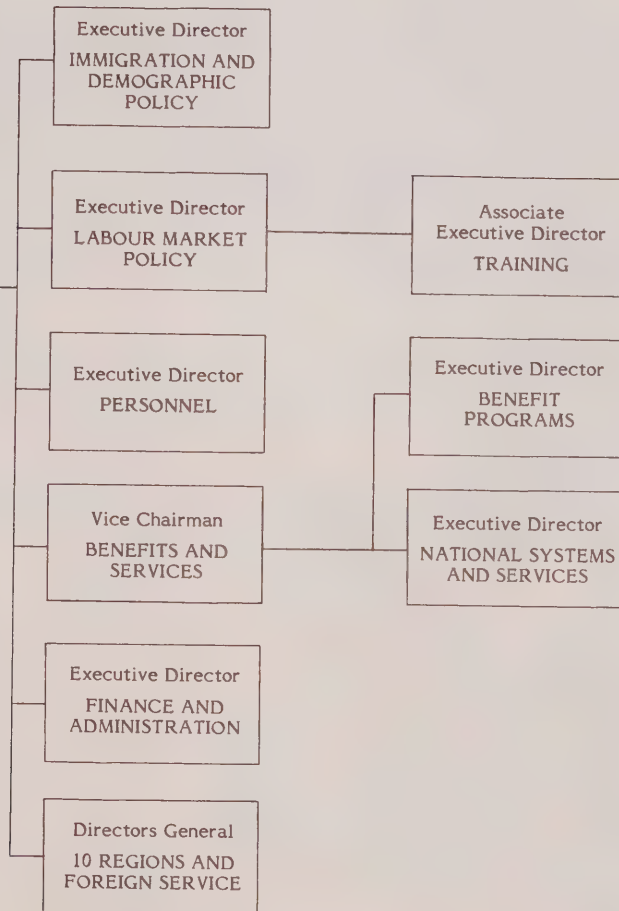 Executive Director
IMMIGRATION AND
DEMOGRAPHIC
POLICY
Executive Director
LABOUR MARKET
POLICY
Associate
Executive Director
TRAINING
Executive Director
PERSONNEL
Executive Director
BENEFIT
PROGRAMS
Vice Chairman
BENEFITS AND
SERVICES
Executive Director
NATIONAL SYSTEMS
AND SERVICES
Executive Director
FINANCE AND
ADMINISTRATION
Directors General
10 REGIONS AND
FOREIGN SERVICE